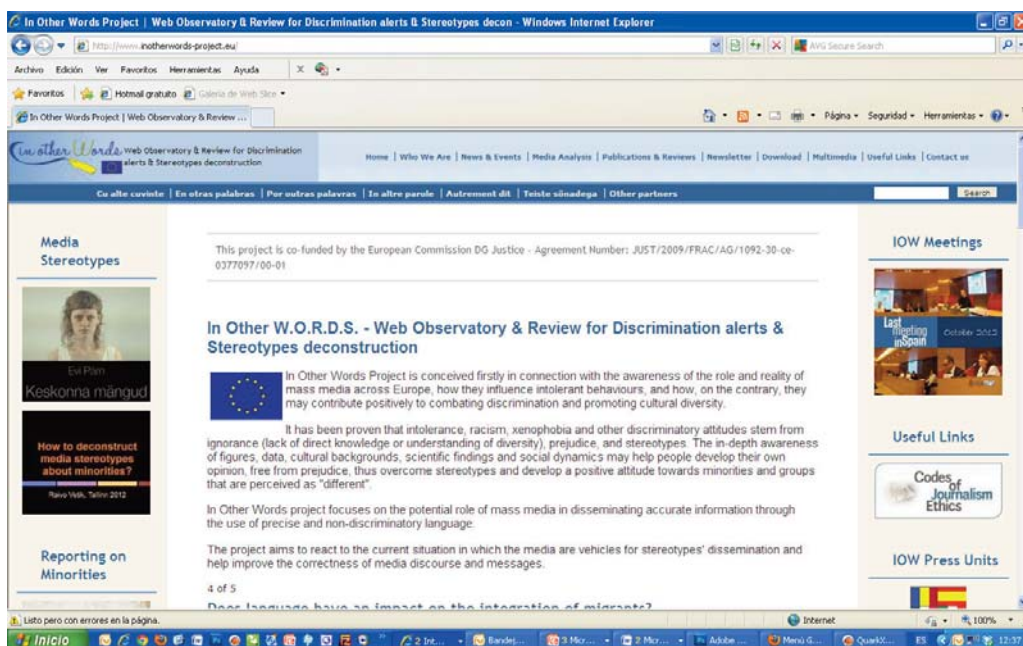 In Other Words Project | Web Observatory & Review for Discrimination alerts & Stereotypes decon - Windows Internet Explorer
http://www.inotherwords-project.eu/
AVG Secure Search
Archivo Edición Ver Favoritos Herramientas Ayuda X
Favoritos Hotmail gratuito Galería de Web Slice
In Other Words Project | Web Observatory & Review ...
Página Seguridad Herramientas
In other Words Web Observatory & Review for Discrimination
alerts & Stereotypes deconstruction
Home | Who We Are | News & Events | Media Analysis | Publications & Reviews | Newsletter | Download | Multimedia | Useful Links | Contact us
Cu alte cuvinte | En otras palabras | Por outras palavras | In altre parole | Autrement dit | Teiste sõnadega | Other partners
Search
Media
Stereotypes
Evi Pärn
Keskonna mängud
How to deconstruct
media stereotypes
about minorities?
Raivo Vetik, Tallinn 2012
Reporting on
Minorities
This project is co-funded by the European Commission DG Justice - Agreement Number: JUST/2009/FRAC/AG/1092-30-ce-
0377097/00-01
In Other W.O.R.D.S. - Web Observatory & Review for Discrimination alerts &
Stereotypes deconstruction
In Other Words Project is conceived firstly in connection with the awareness of the role and reality of
mass media across Europe, how they influence intolerant behaviours, and how, on the contrary, they
may contribute positively to combating discrimination and promoting cultural diversity.
It has been proven that intolerance, racism, xenophobia and other discriminatory attitudes stem from
ignorance (lack of direct knowledge or understanding of diversity), prejudice, and stereotypes. The in-depth awareness
of figures, data, cultural backgrounds, scientific findings and social dynamics may help people develop their own
opinion, free from prejudice, thus overcome stereotypes and develop a positive attitude towards minorities and groups
that are perceived as "different".
In Other Words project focuses on the potential role of mass media in disseminating accurate information through
the use of precise and non-discriminatory language.
The project aims to react to the current situation in which the media are vehicles for stereotypes' dissemination and
help improve the correctness of media discourse and messages.
4 of 5
Does language have an impact on the integration of migrants?
IOW Meetings
Last
meeting
inSpain
October 2012
Useful Links
Codes
of
Journalism
Ethics
IOW Press Units
Listo pero con errores en la página.
Internet
100%
Inicio
2 Int...
Bandej...
3 Micr...
2 Micr...
Adobe ...
Menú G...
QuarkX...
ES
12:37